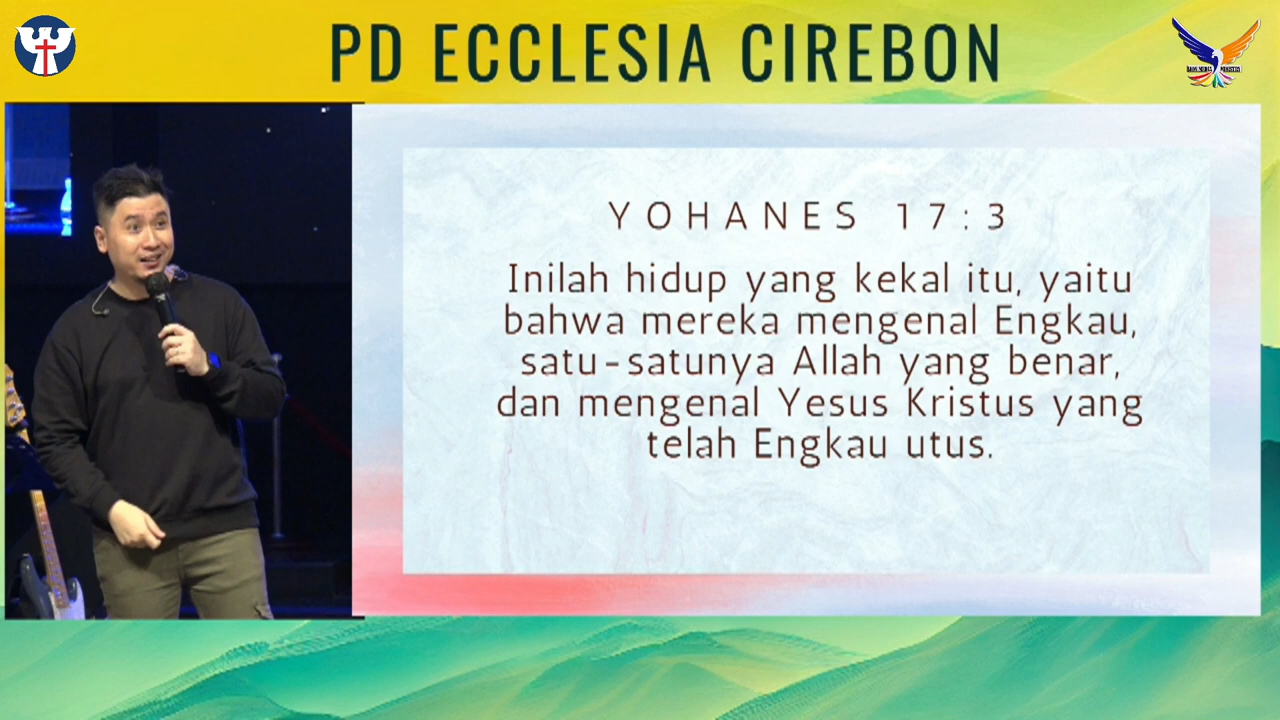 PD ECCLESIA CIREBON
YOHANES 17:3
Inilah hidup yang kekal itu, yaitu
bahwa mereka mengenal Engkau,
satu-satunya Allah yang benar,
dan mengenal Yesus Kristus yang
telah Engkau utus.